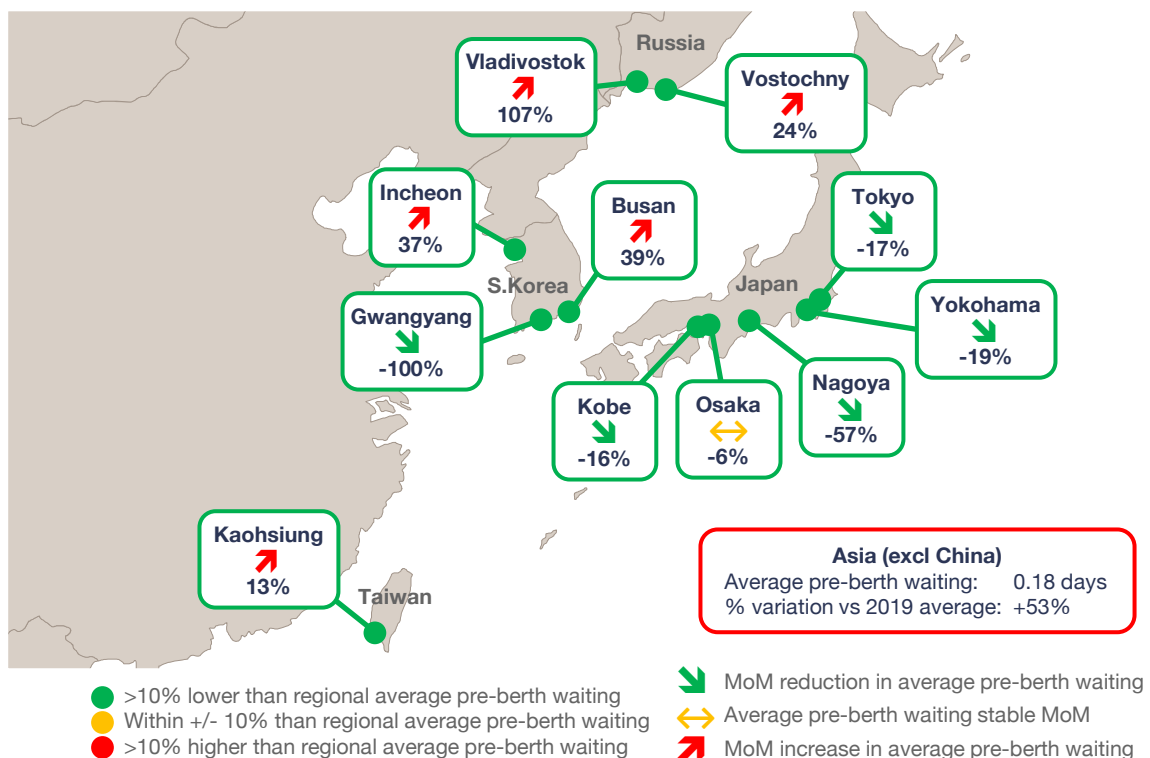 Russia
Vladivostok
107%
Vostochny
24%
Incheon
37%
Busan
39%
Tokyo
-17%
S.Korea
Japan
Gwangyang
-100%
Yokohama
-19%
Kobe
-16%
Osaka
-6%
Nagoya
-57%
Kaohsiung
13%
Taiwan
Asia (excl China)
Average pre-berth waiting: 0.18 days
% variation vs 2019 average: +53%
>10% lower than regional average pre-berth waiting
Within +/- 10% than regional average pre-berth waiting
>10% higher than regional average pre-berth waiting
MoM reduction in average pre-berth waiting
Average pre-berth waiting stable MoM
MoM increase in average pre-berth waiting